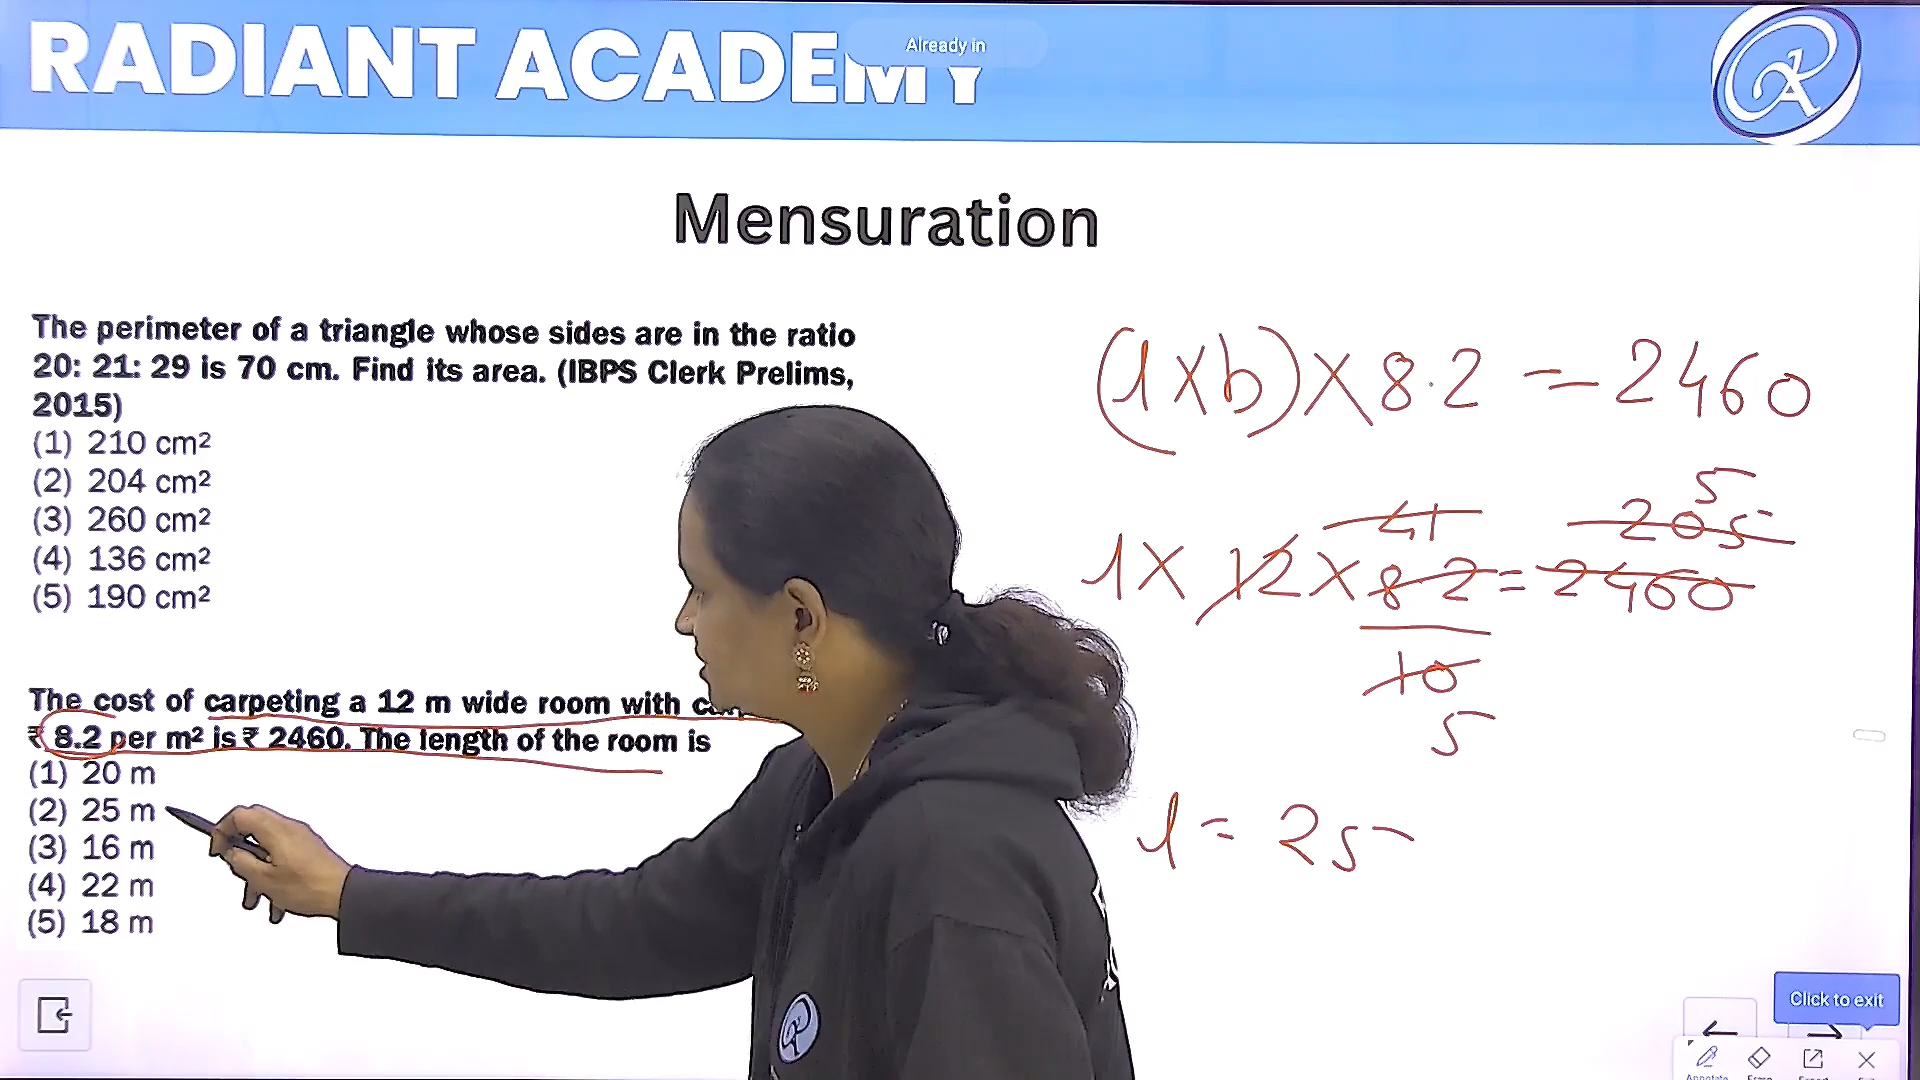 RADIANT ACADEMY
Already in
Mensuration
The perimeter of a triangle whose sides are in the ratio
20: 21: 29 is 70 cm. Find its area. (IBPS Clerk Prelims,
2015)
(1) 210 cm²
(2) 204 cm²
(3) 260 cm²
(4) 136 cm²
(5) 190 cm²
The cost of carpeting a 12 m wide room with
₹ 8.2 per m² is ₹ 2460. The length of the room is
(1) 20 m
(2) 25 m
(3) 16 m
(4) 22 m
(5) 18 m
(l×b)×8.2 = 2460
5
41 205
l× 12×82= 2460
10
5
l= 25
Click to exit
Annotate